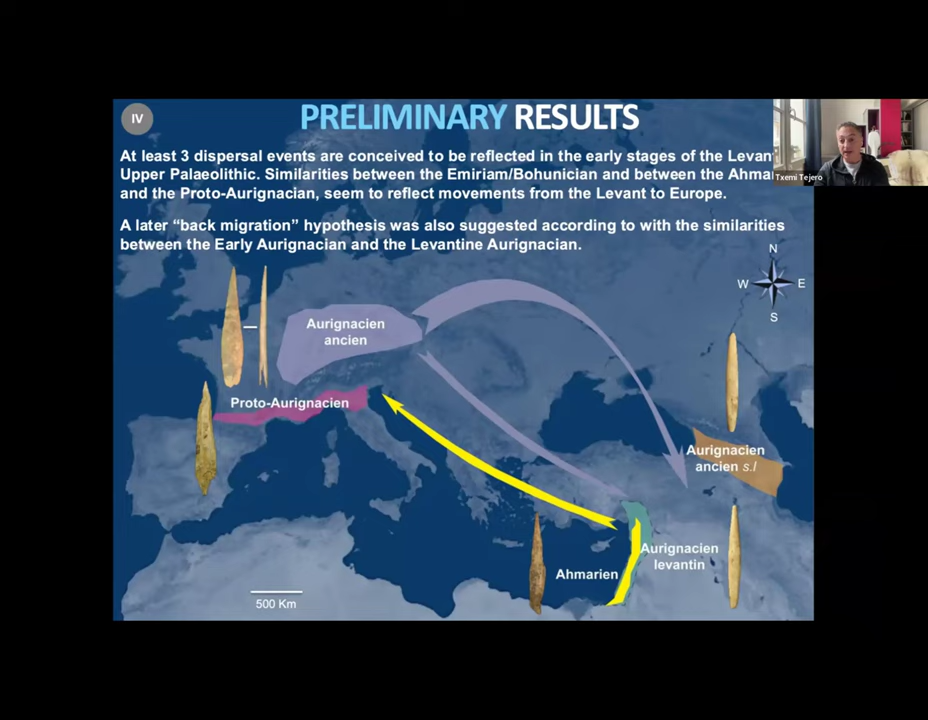 IV
PRELIMINARY RESULTS
At least 3 dispersal events are conceived to be reflected in the early stages of the
Upper Palaeolithic. Similarities between the Emiriam/Bohunician and between the
and the Proto-Aurignacian, seem to reflect movements from the Levant to Europe.
A later “back migration” hypothesis was also suggested according to with the similarities
between the Early Aurignacian and the Levantine Aurignacian.
Txemi Tejero
N
W E
S
Aurignacien
ancien
Proto-Aurignacien
Aurignacien
ancien s.l
Aurignacien
levantin
Ahmarien
500 Km